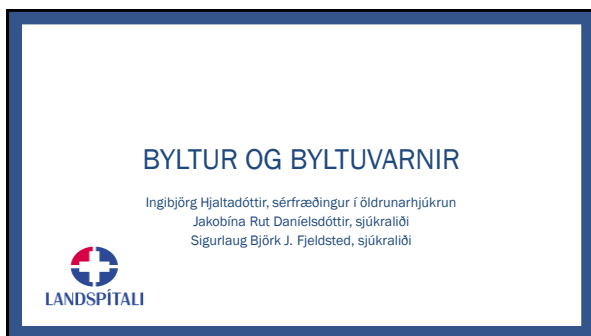 BYLTUR OG BYLTUVARNIR
Ingibjörg Hjaltadóttir, sérfræðingur í öldrunarhjúkrun
Jakobína Rut Daníelsdóttir, sjúkraliði
Sigurlaug Björk J. Fjeldsted, sjúkraliði
LANDSPÍTALI